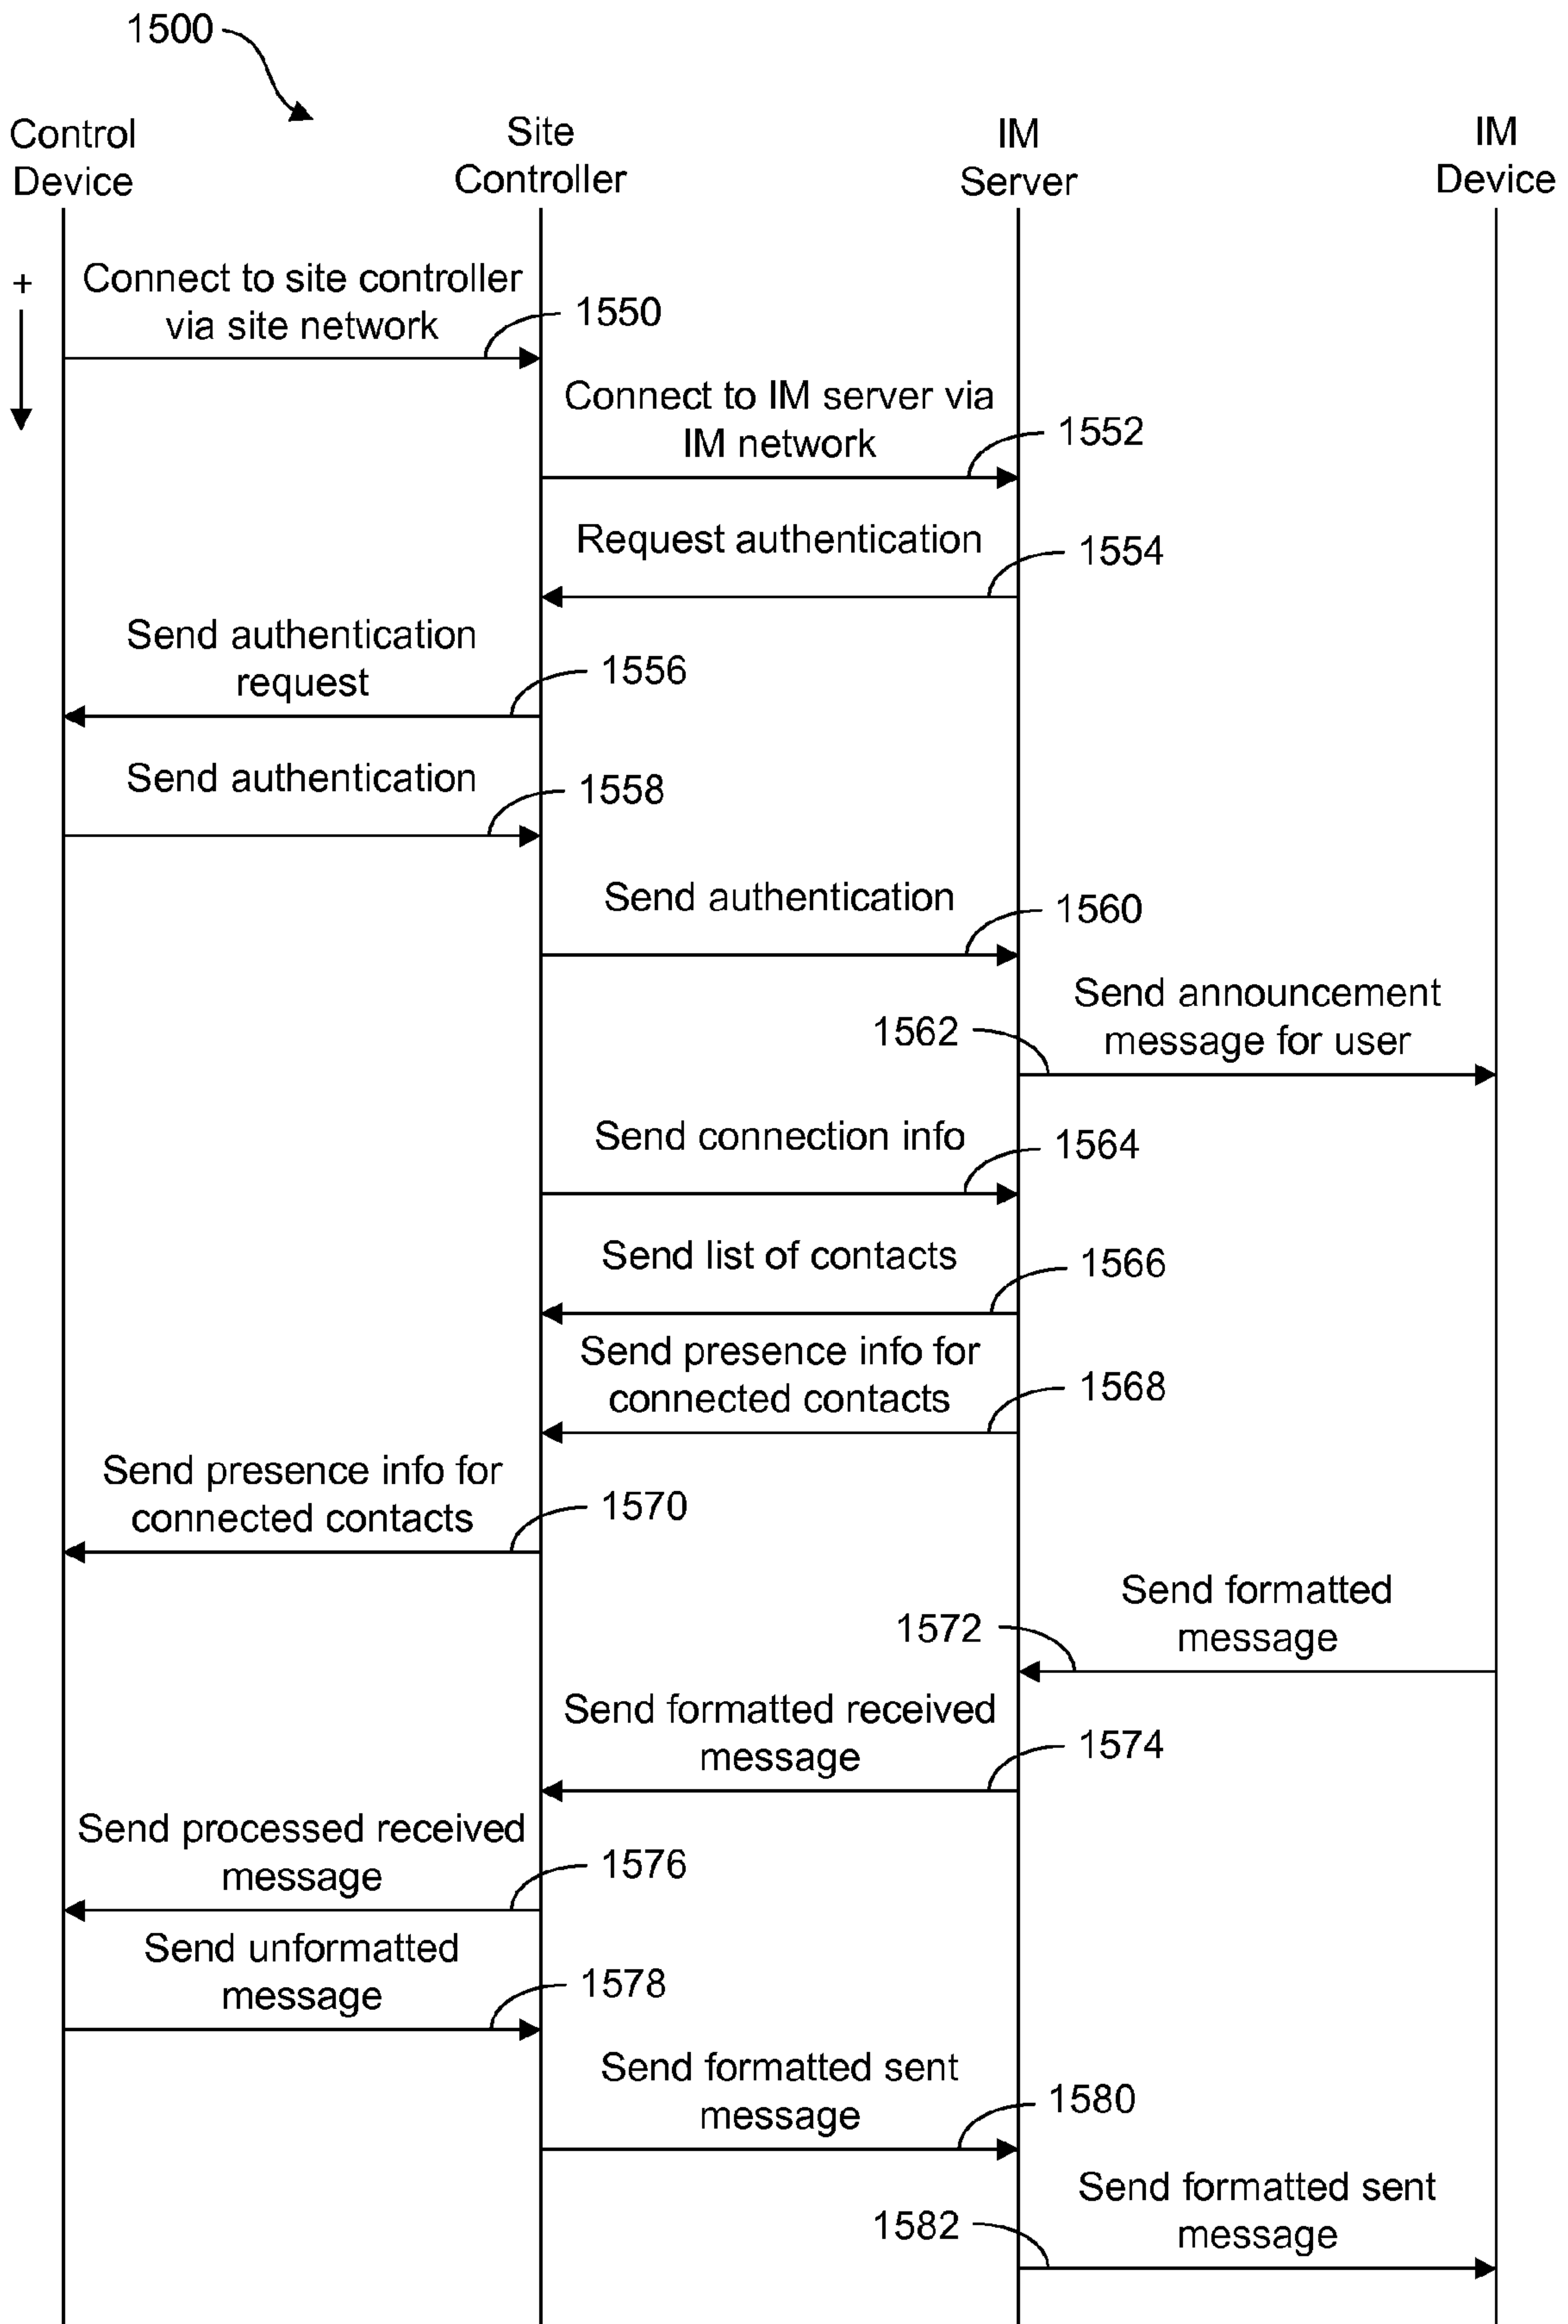 1500
Control
Device
Site
Controller
IM
Server
IM
Device
+
Connect to site controller
via site network
1550
Connect to IM server via
IM network
1552
Request authentication
1554
Send authentication
request
1556
Send authentication
1558
Send authentication
1560
Send announcement
message for user
1562
Send connection info
1564
Send list of contacts
1566
Send presence info for
connected contacts
1568
Send presence info for
connected contacts
1570
Send formatted
message
1572
Send formatted received
message
1574
Send processed received
message
1576
Send unformatted
message
1578
Send formatted sent
message
1580
Send formatted sent
message
1582